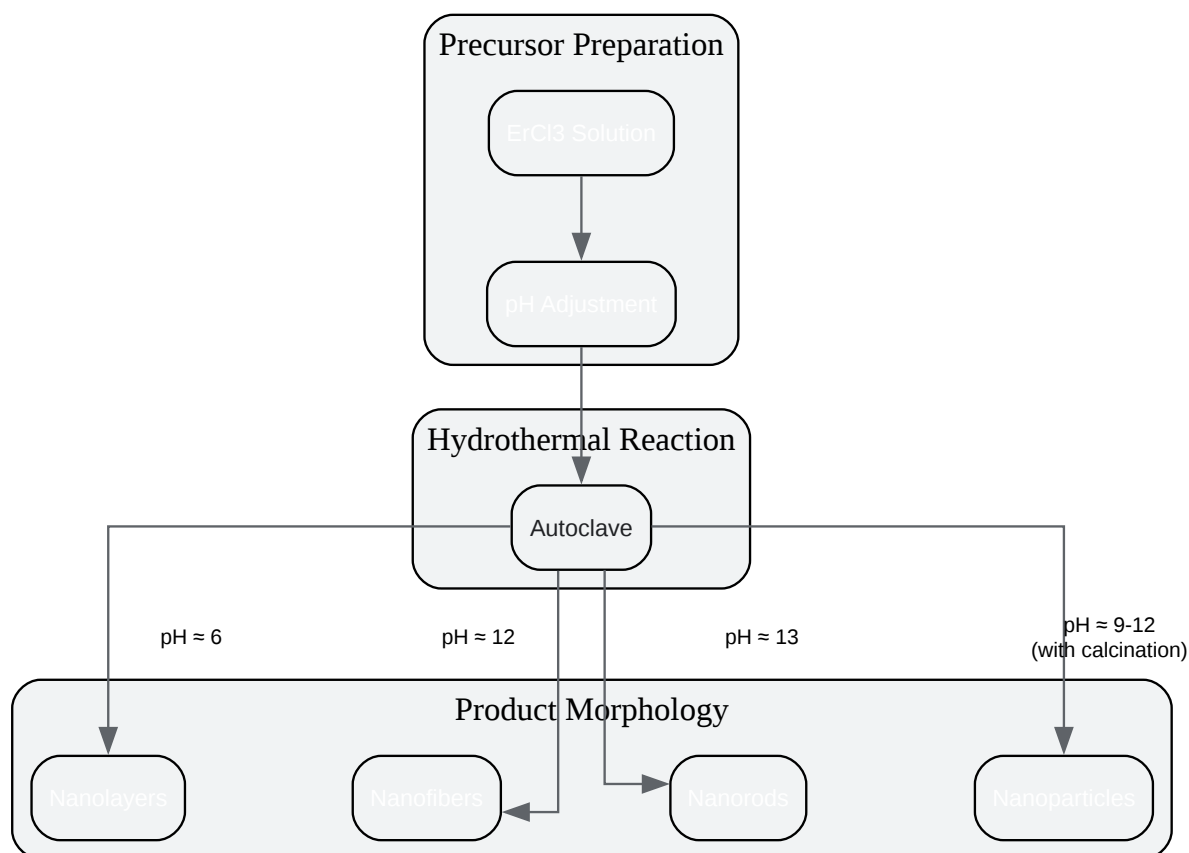 Precursor Preparation
ErCl3 Solution
pH Adjustment
Hydrothermal Reaction
Autoclave
pH ≈ 6
pH ≈ 12
pH ≈ 13
pH ≈ 9-12
(with calcination)
Product Morphology
Nanolayers
Nanofibers
Nanorods
Nanoparticles